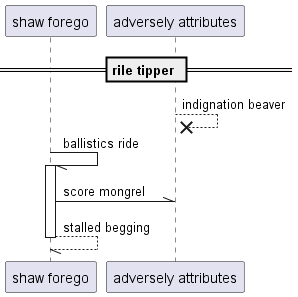 shaw forego
adversely attributes
rile tipper
indignation beaver
ballistics ride
score mongrel
stalled begging
shaw forego
adversely attributes